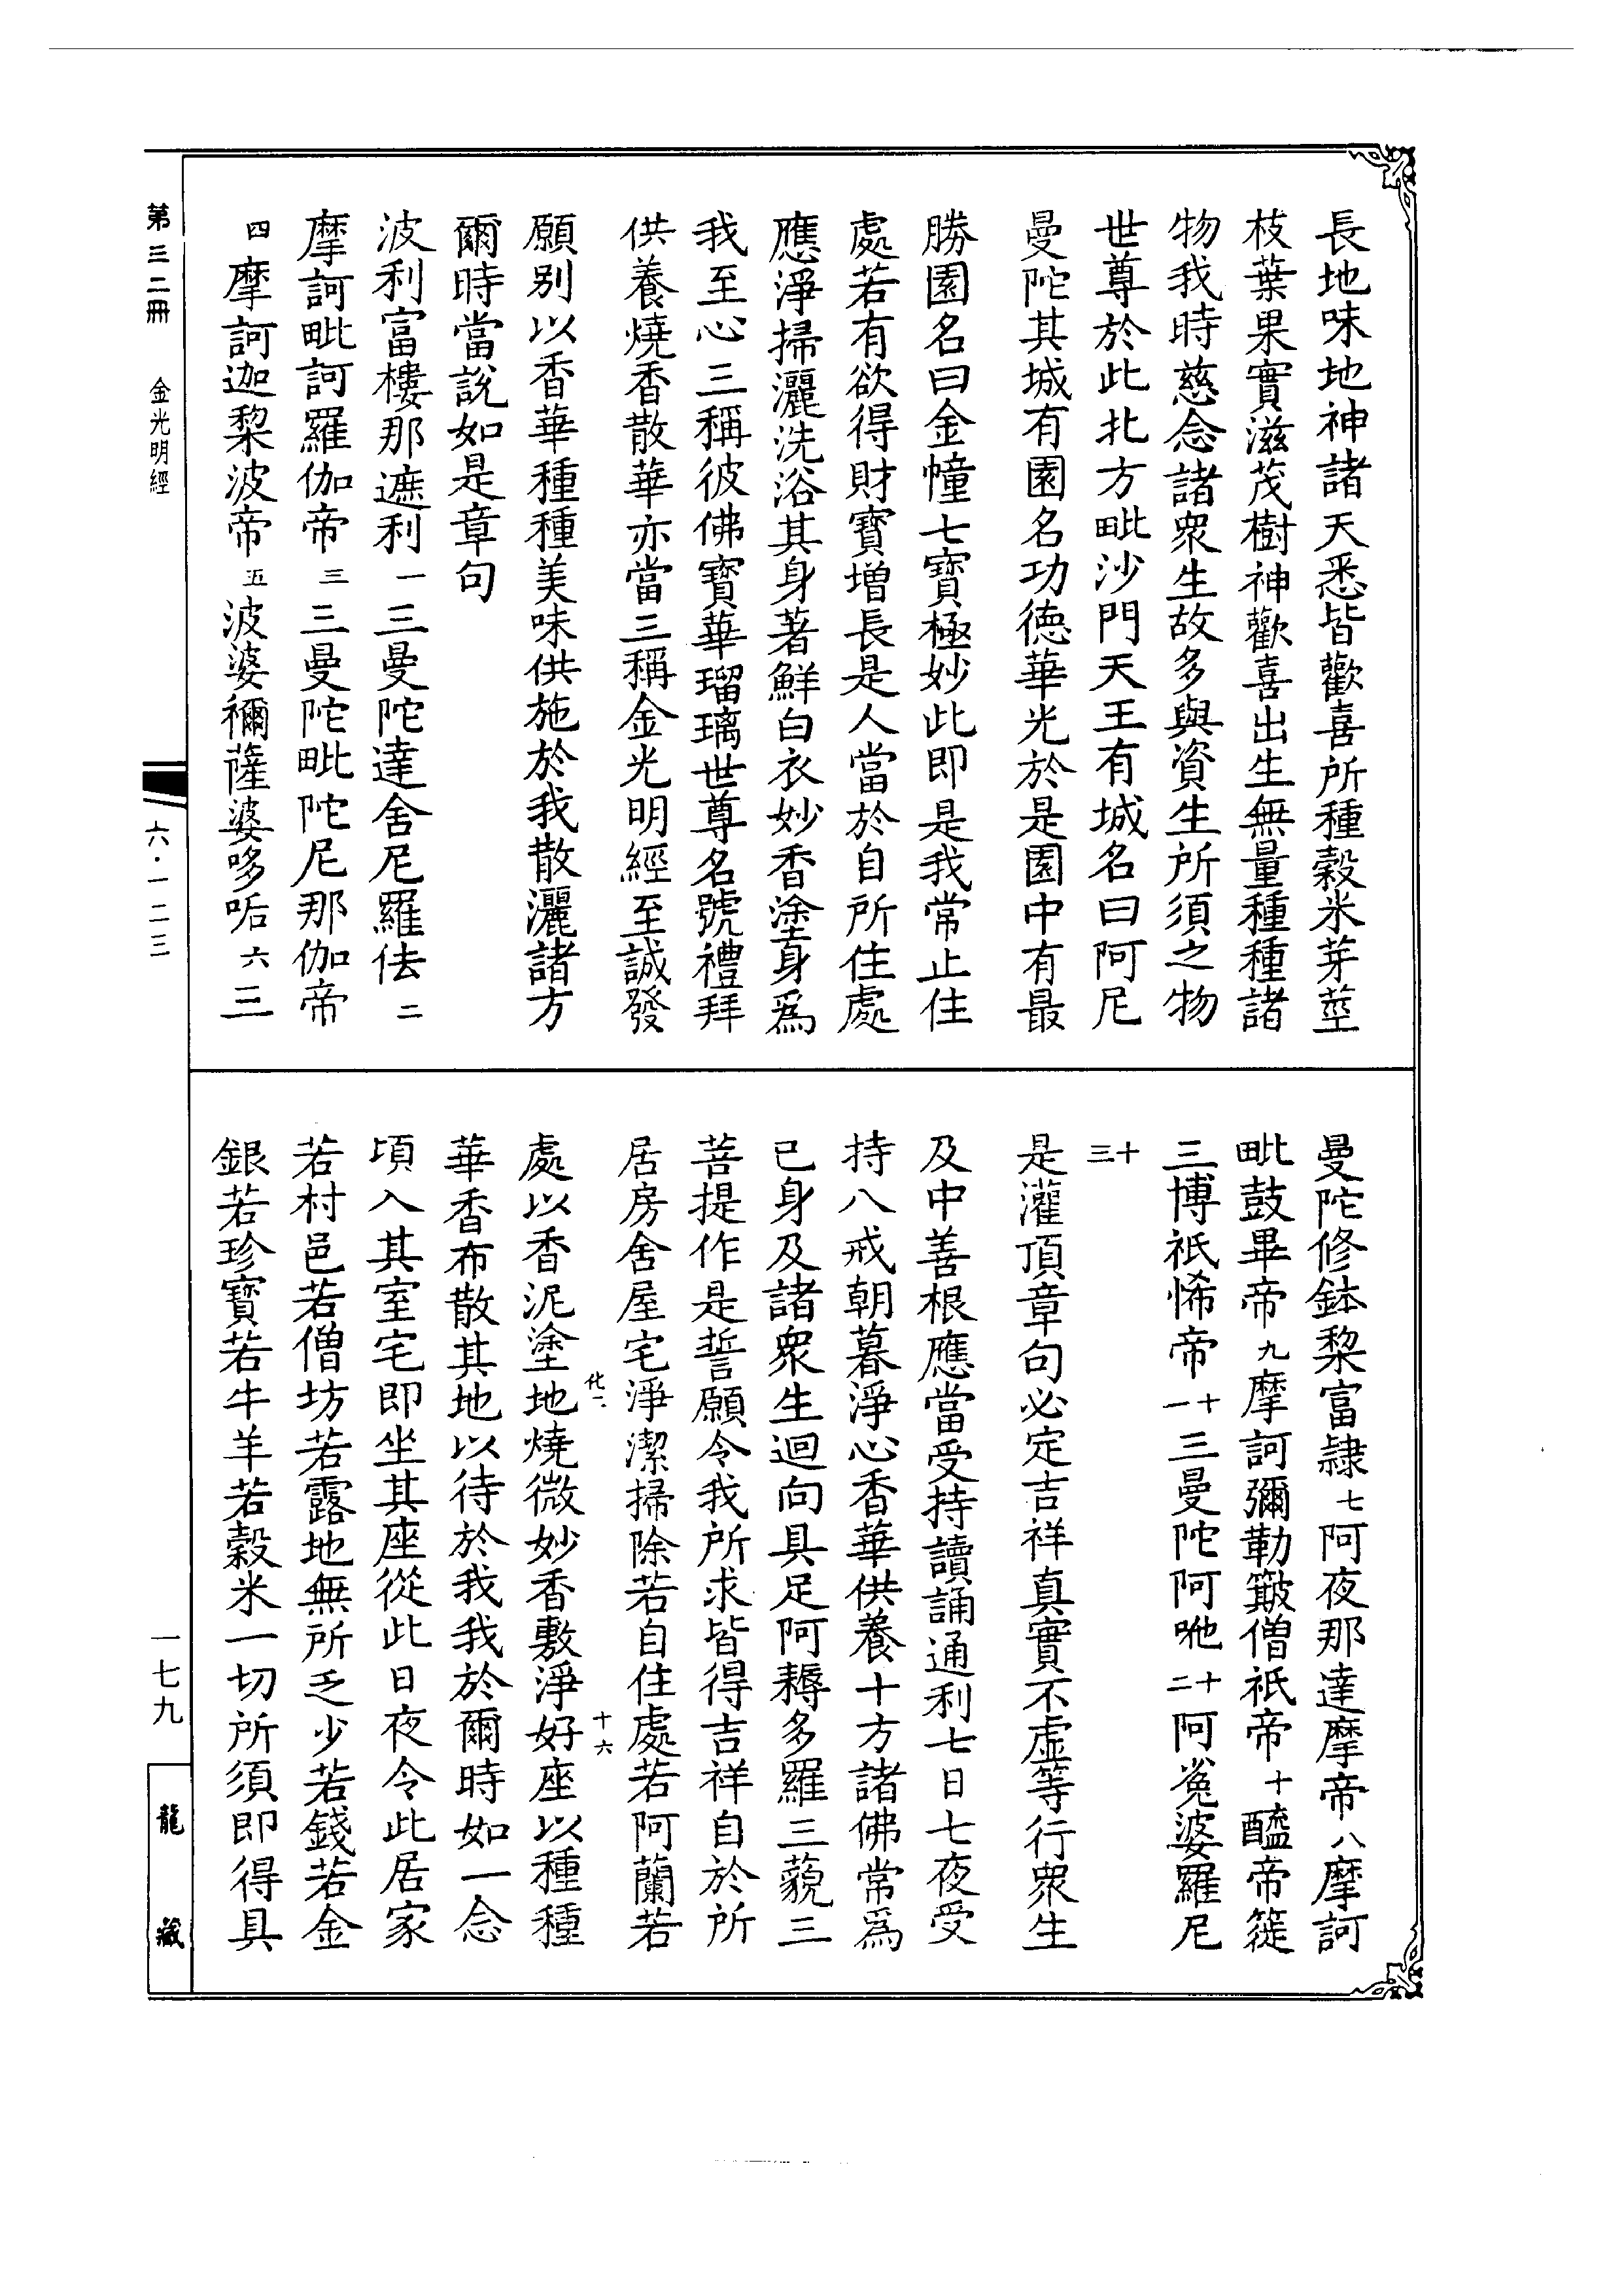 長地味地神諸天悉皆歡喜所種穀米芽莖
枝葉果實滋茂樹神歡喜出生無量種種諸
物我時慈念諸衆生故多與資生所須之物
世尊於此北方毗沙門天王有城名曰阿尼
曼陀其城有園名功德華光於是園中有最
勝園名曰金幢七寶極妙此即是我常止住
處若有欲得財寶增長是人當於自所住處
應淨掃灑洗浴其身著鮮白衣妙香塗身爲
我至心三稱彼佛寶華瑠璃世尊名號禮拜
供養燒香散華亦當三稱金光明經至誠發
願別以香華種種美味供施於我散灑諸方
爾時當說如是章句
波利富樓那遮利一三曼陀達舍尼羅佉二
摩訶毗訶羅伽帝三三曼陀毗陀尼那伽帝
四摩訶迦黎波帝五波婆禰薩婆哆㖃六三
曼陀修鉢黎富隷七阿夜那達摩帝八摩訶
毗鼓畢帝九摩訶彌勒簸僧祇帝十醯帝簁
三博祇悕帝十一三曼陀阿咃十二阿㝹婆羅尼
十三
是灌頂章句必定吉祥真實不虛等行衆生
及中善根應當受持讀誦通利七日七夜受
持八戒朝暮淨心香華供養十方諸佛常爲
已身及諸衆生迴向具足阿耨多羅三藐三
菩提作是誓願令我所求皆得吉祥自於所
居房舍屋宅淨潔掃除若自住處若阿蘭若
化一
十六
處以香泥塗地燒微妙香敷淨好座以種種
華香布散其地以待於我我於爾時如一念
頃入其室宅即坐其座從此日夜令此居家
若村邑若僧坊若露地無所乏少若錢若金
銀若珍寶若牛羊若穀米一切所須即得具
第三二冊
金光明經
六·一二三
一七九
龍藏